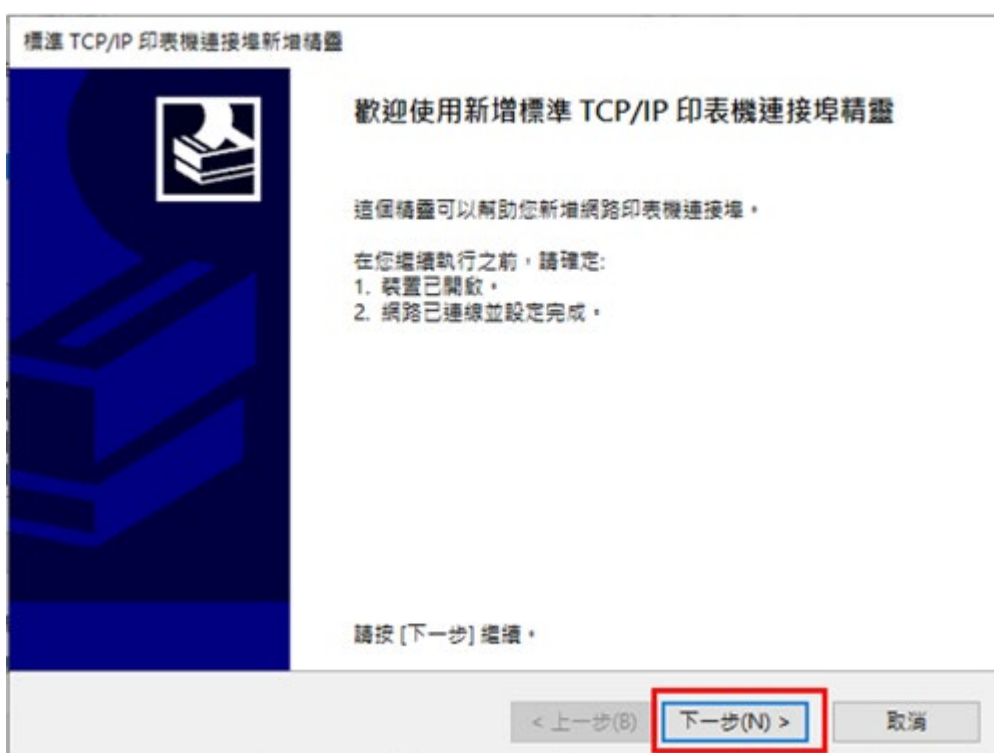 標準 TCP/IP 印表機連接埠新增精靈
歡迎使用新增標準 TCP/IP 印表機連接埠精靈
這個精靈可以幫助您新增網路印表機連接埠。
在您繼續執行之前，請確定:
1. 裝置已開啟。
2. 網路已連線並設定完成。
請按 [下一步] 繼續。
< 上一步(B)
下一步(N) >
取消